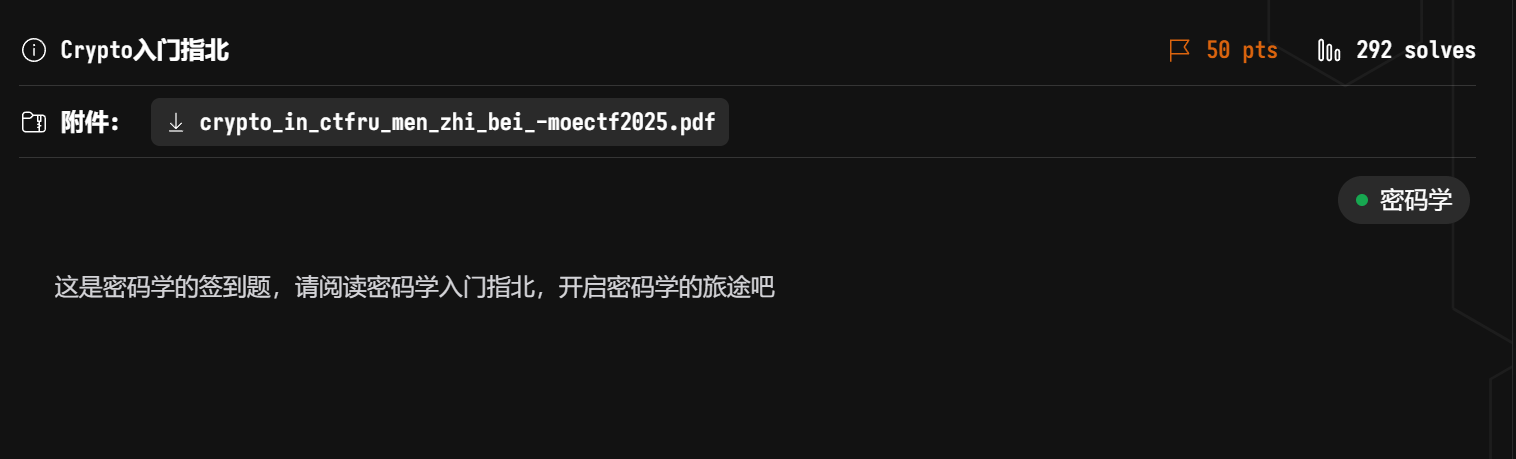 Crypto入门指北
50 pts
292 solves
附件：
crypto_in_ctfru_men_zhi_bei_-moectf2025.pdf
密码学
这是密码学的签到题，请阅读密码学入门指北，开启密码学的旅途吧